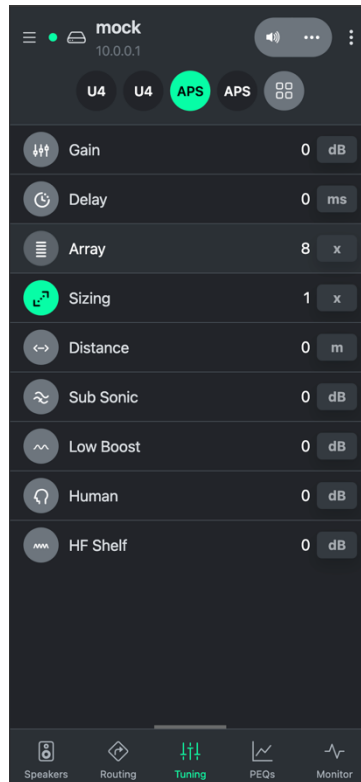 mock
10.0.0.1
U4 U4 APS APS
Gain 0 dB
Delay 0 ms
Array 8 x
Sizing 1 x
Distance 0 m
Sub Sonic 0 dB
Low Boost 0 dB
Human 0 dB
HF Shelf 0 dB
Speakers Routing Tuning PEQs Monitor